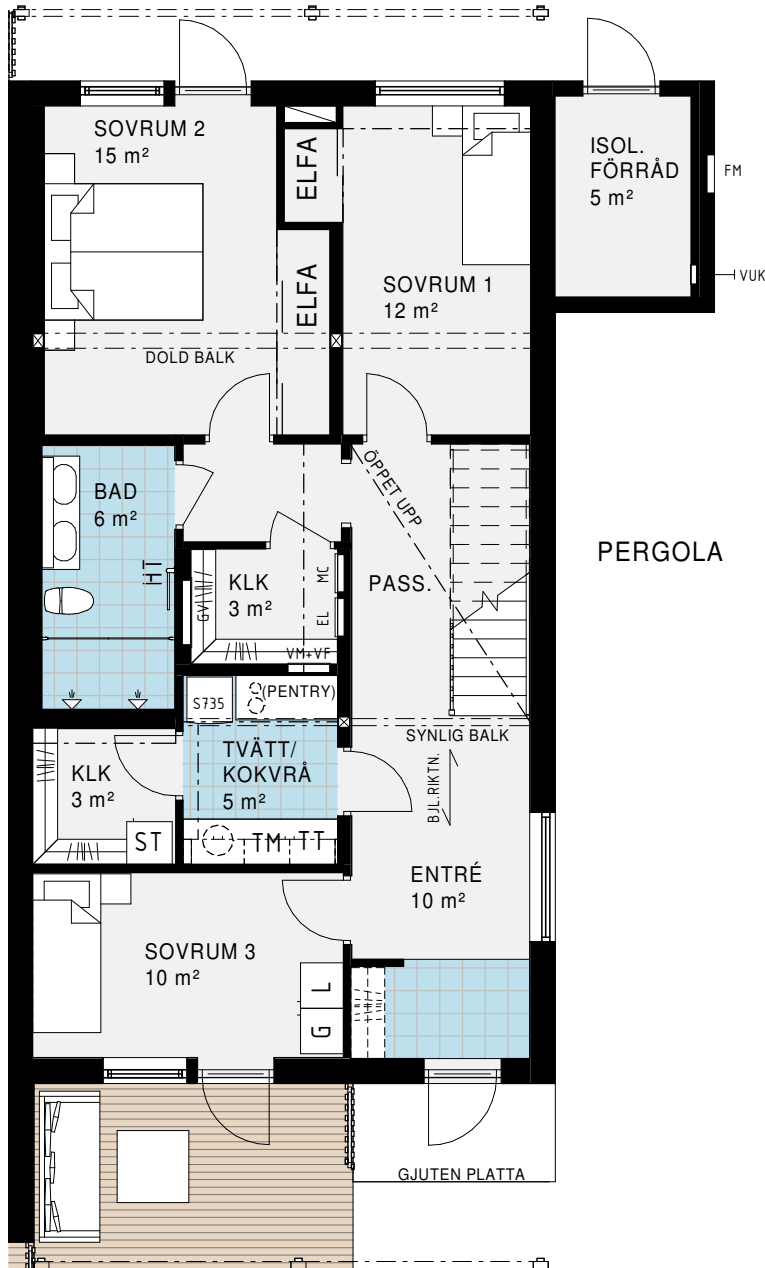 SOVRUM 2
15 m²
ELFA
ISOL.
FÖRRÅD
5 m²
FM
SOVRUM 1
12 m²
ELFA
VUK
DOLD BALK
ÖPPET UPP
BAD
6 m²
HT
PERGOLA
KLK
3 m²
MC
PASS.
GV
EL
VM+VF
S735
(PENTRY)
TVÄTT/
KOKVRÅ
5 m²
SYNLIG BALK
KLK
3 m²
BJL.RIKTN.
ST
TM
TT
ENTRÉ
10 m²
SOVRUM 3
10 m²
L
G
GJUTEN PLATTA